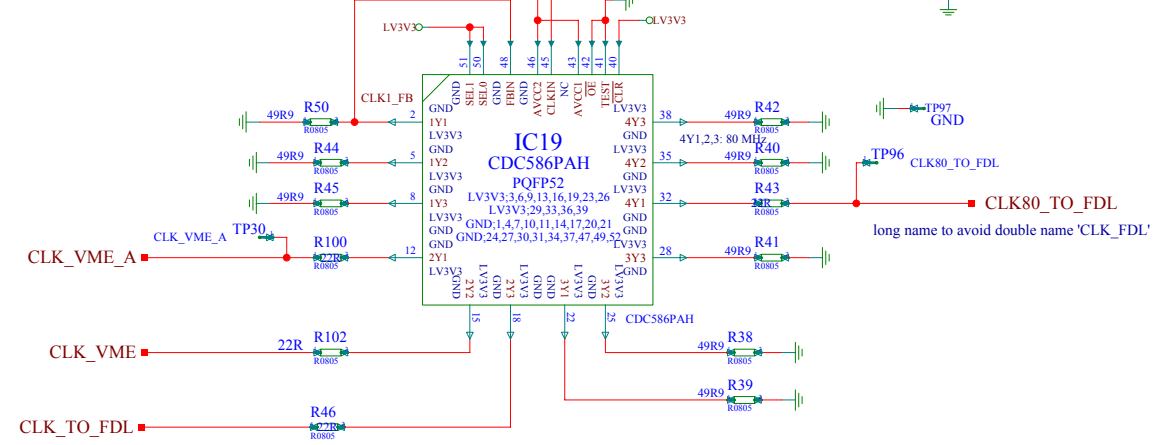 LV3V3
LV3V3
51
50
48
46
45
43
42
41
40
GND
SEL1
SEL0
GND
FBIN
GND
AVCC2
CLKIN
NC
AVCC1
OE
TEST
CLR
CLK1_FB
R50
49R9
R0805
2
GND
1Y1
LV3V3
R44
49R9
R0805
5
GND
1Y2
LV3V3
R45
49R9
R0805
8
GND
1Y3
LV3V3
GND
TP30
CLK_VME_A
CLK_VME_A
R100
22R
R0805
12
GND
2Y1
LV3V3
IC19
CDC586PAH
PQFP52
LV3V3;3,6,9,13,16,19,23,26
LV3V3;29,33,36,39
GND;1,4,7,10,11,14,17,20,21
GND;24,27,30,31,34,37,47,49,52
LV3V3
4Y3
GND
38
49R9
R42
R0805
4Y1,2,3: 80 MHz
LV3V3
4Y2
GND
35
49R9
R40
R0805
LV3V3
4Y1
GND
32
22R
R43
R0805
LV3V3
3Y3
GND
28
49R9
R41
R0805
TP97
GND
TP96
CLK80_TO_FDL
CLK80_TO_FDL
long name to avoid double name 'CLK_FDL'
GND
2Y2
LV3V3
GND
2Y3
LV3V3
GND
GND
3Y1
LV3V3
GND
3Y2
LV3V3
15
18
22
25
CDC586PAH
CLK_VME
22R
R102
R0805
49R9
R38
R0805
49R9
R39
R0805
CLK_TO_FDL
R46
22R
R0805